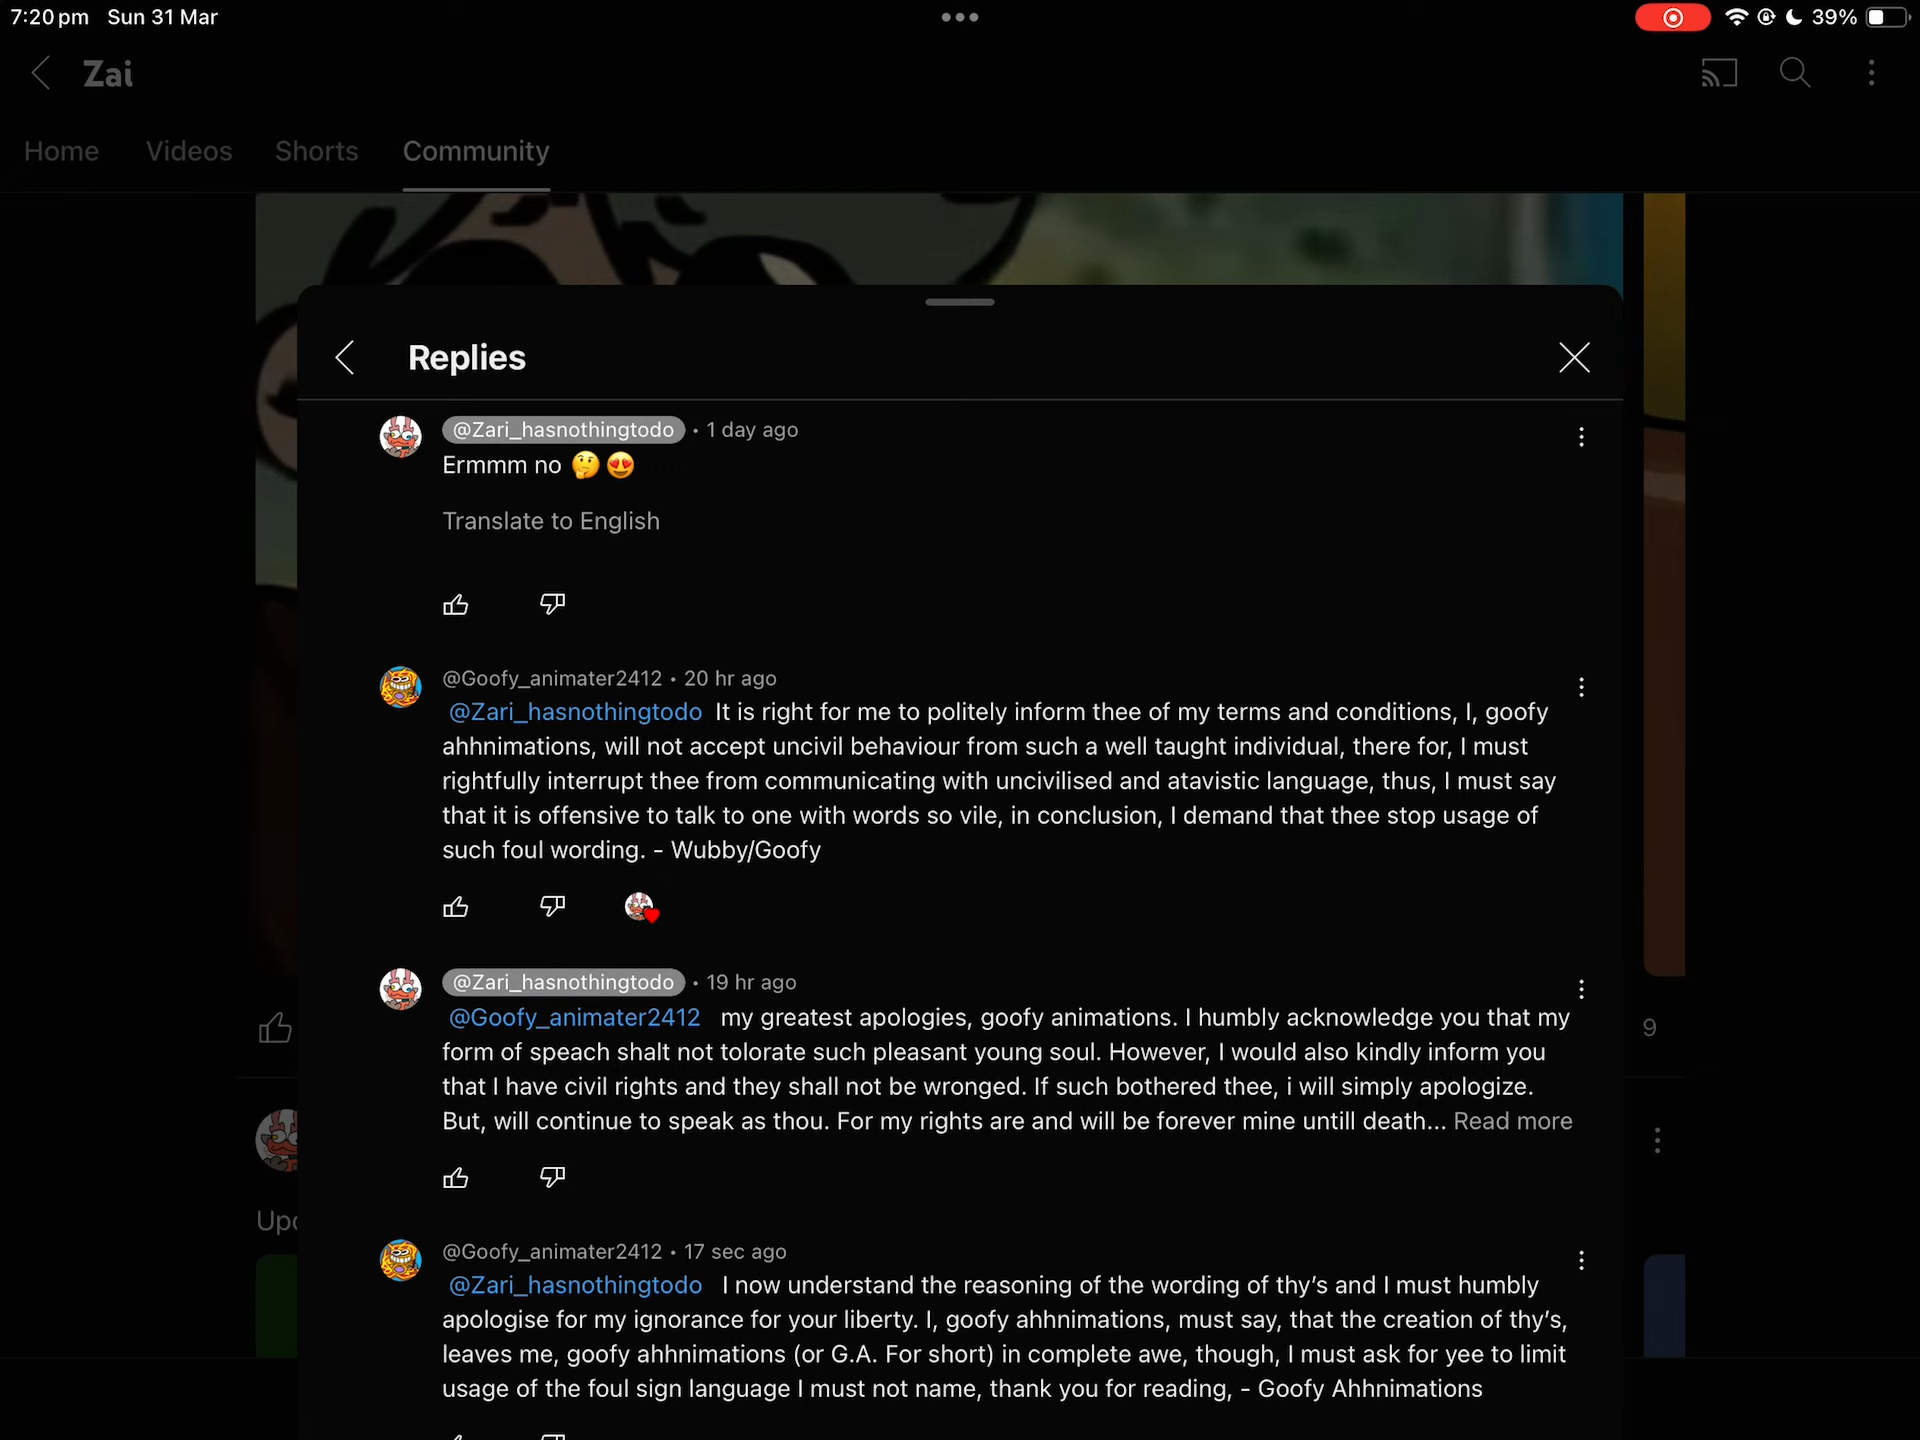 7:20 pm Sun 31 Mar
39%
Zai
Home Videos Shorts Community
Replies
@Zari_hasnothingtodo • 1 day ago
Ermmm no 🤔😍
Translate to English
@Goofy_animater2412 • 20 hr ago
@Zari_hasnothingtodo It is right for me to politely inform thee of my terms and conditions, I, goofy
ahhnimations, will not accept uncivil behaviour from such a well taught individual, there for, I must
rightfully interrupt thee from communicating with uncivilised and atavistic language, thus, I must say
that it is offensive to talk to one with words so vile, in conclusion, I demand that thee stop usage of
such foul wording. - Wubby/Goofy
@Zari_hasnothingtodo • 19 hr ago
@Goofy_animater2412 my greatest apologies, goofy animations. I humbly acknowledge you that my
form of speach shalt not tolorate such pleasant young soul. However, I would also kindly inform you
that I have civil rights and they shall not be wronged. If such bothered thee, i will simply apologize.
But, will continue to speak as thou. For my rights are and will be forever mine untill death... Read more
9
Upd
@Goofy_animater2412 • 17 sec ago
@Zari_hasnothingtodo I now understand the reasoning of the wording of thy's and I must humbly
apologise for my ignorance for your liberty. I, goofy ahhnimations, must say, that the creation of thy's,
leaves me, goofy ahhnimations (or G.A. For short) in complete awe, though, I must ask for yee to limit
usage of the foul sign language I must not name, thank you for reading, - Goofy Ahhnimations